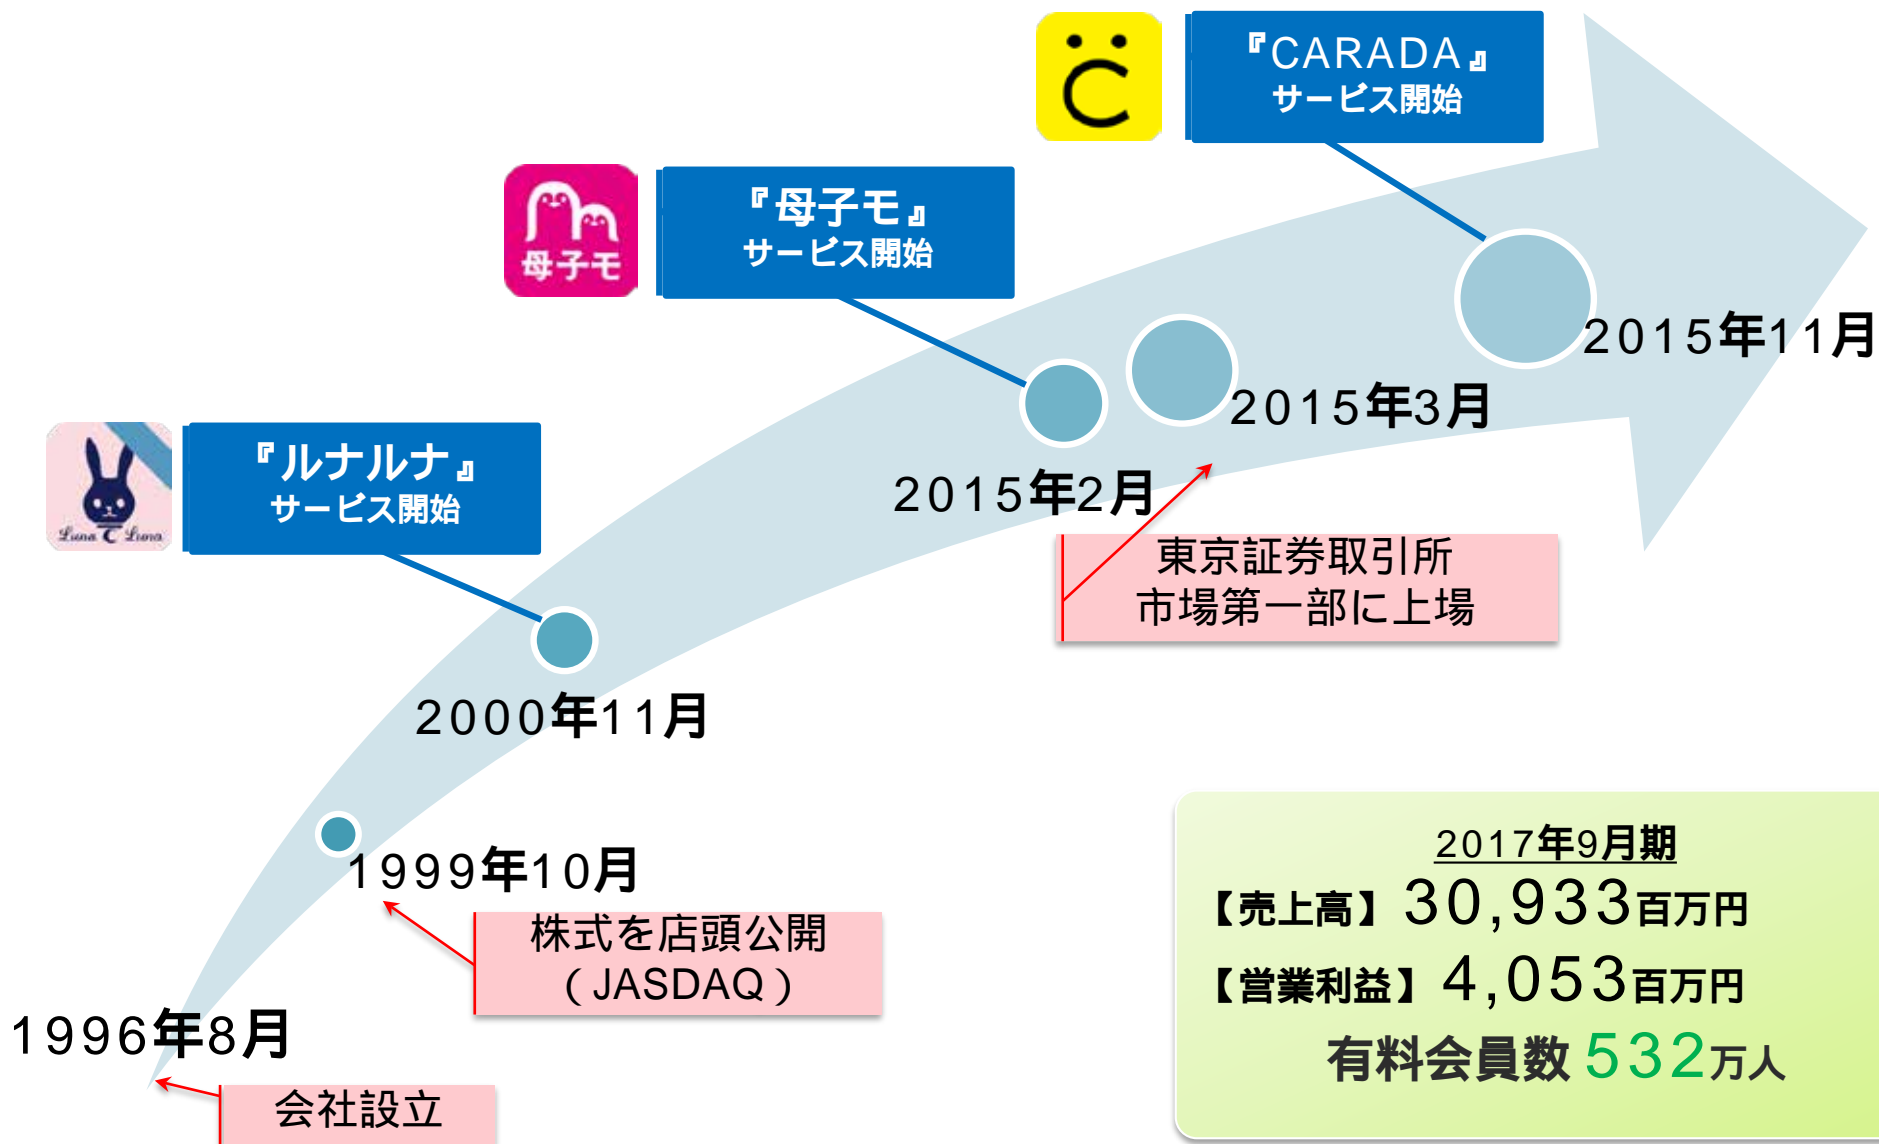 『CARADA』
サービス開始
『母子モ』
サービス開始
母子モ
2015年11月
2015年3月
『ルナルナ』
サービス開始
Luna Luna
2015年2月
東京証券取引所
市場第一部に上場
2000年11月
1999年10月
株式を店頭公開
(JASDAQ)
1996年8月
会社設立
2017年9月期
【売上高】30,933百万円
【営業利益】4,053百万円
有料会員数 532万人